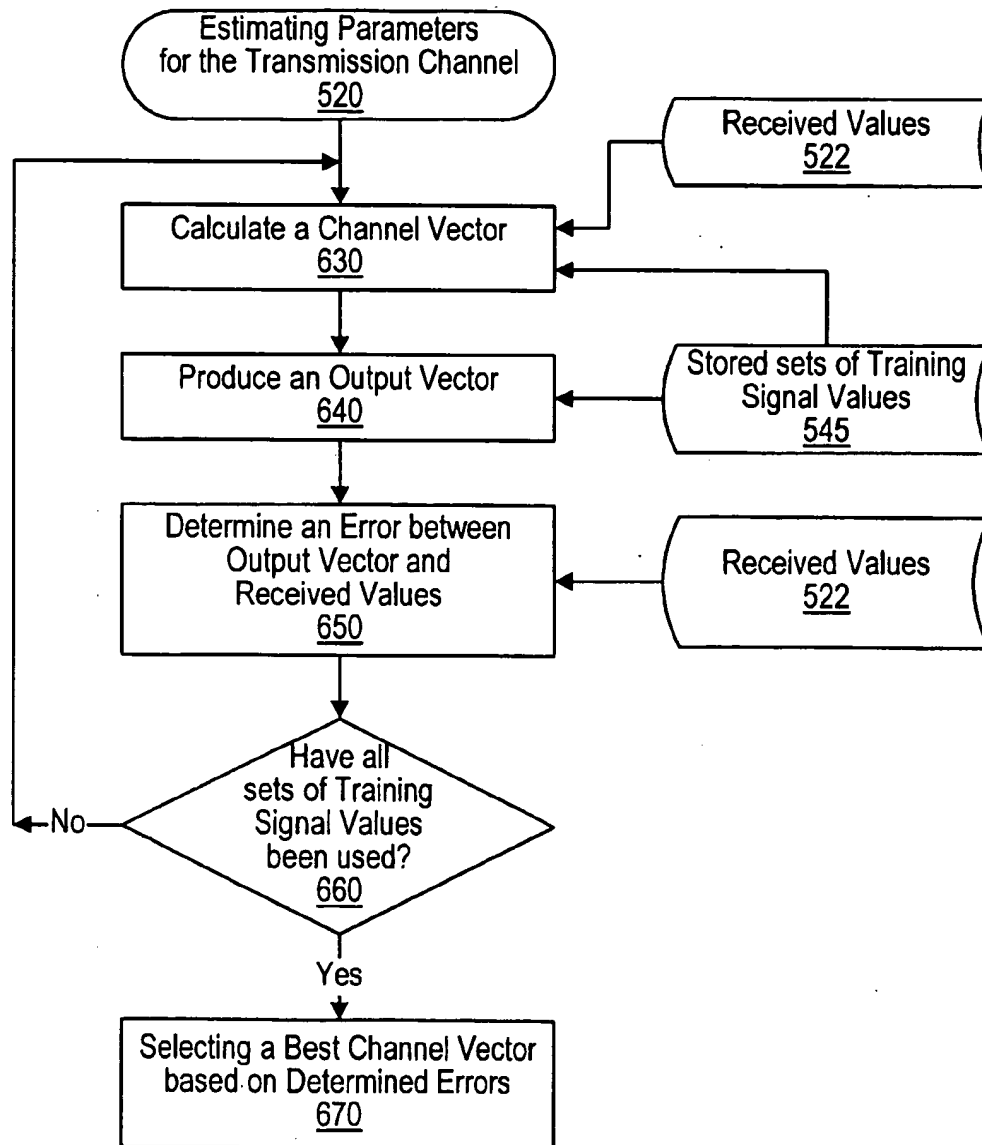 Estimating Parameters
for the Transmission Channel
520
Received Values
522
Calculate a Channel Vector
630
Produce an Output Vector
640
Stored sets of Training
Signal Values
545
Determine an Error between
Output Vector and
Received Values
650
Received Values
522
Have all
sets of Training
Signal Values
been used?
660
No
Yes
Selecting a Best Channel Vector
based on Determined Errors
670